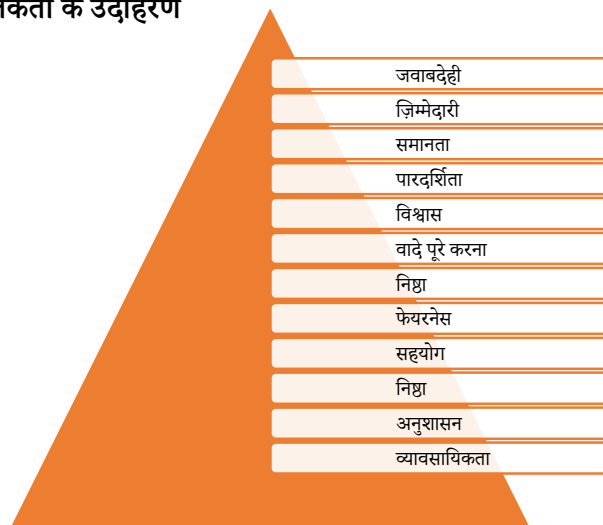 के उदाहरण
जवाबदेही
ज़िम्मेदारी
समानता
पारदर्शिता
विश्वास
वादे पूरे करना
निष्ठा
फेयरनेस
सहयोग
निष्ठा
अनुशासन
व्यावसायिकता